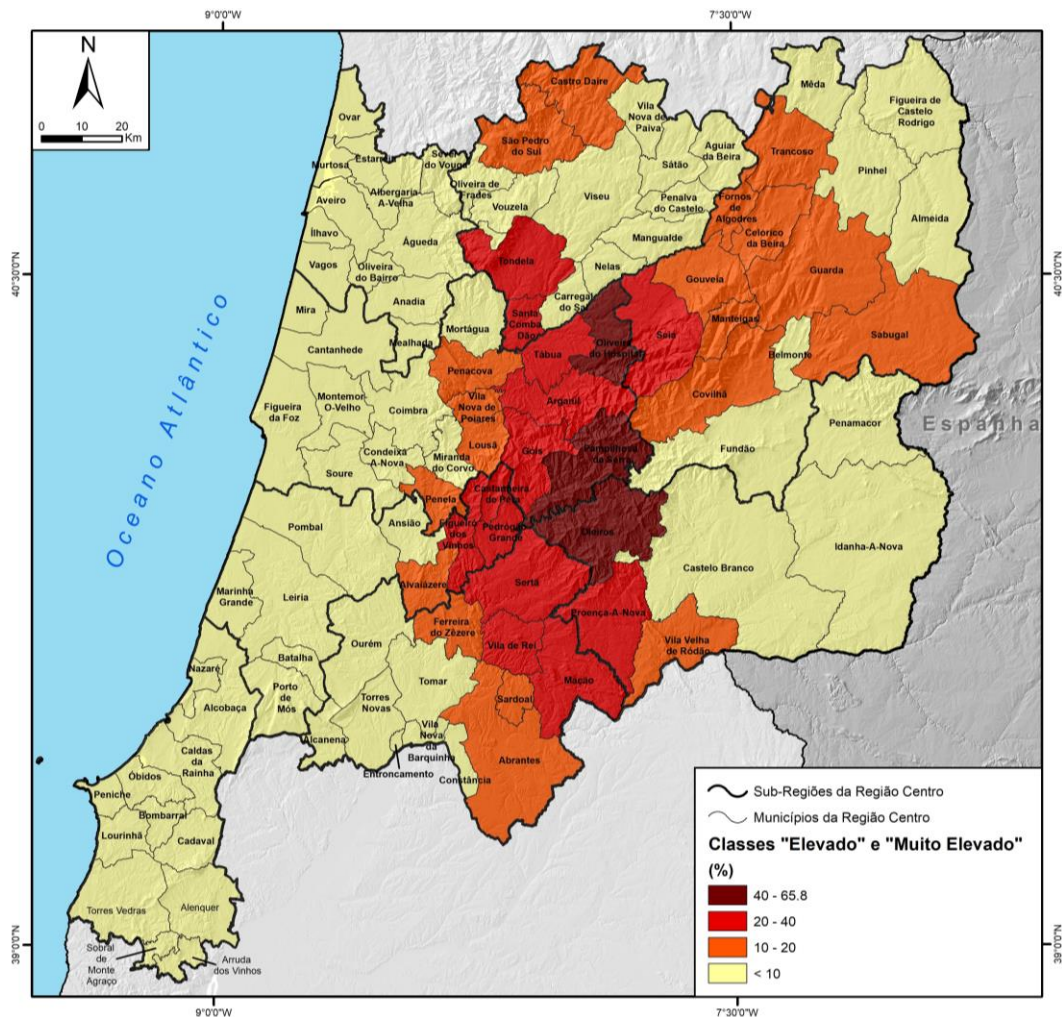 9°0'0"W
7°30'0"W
N
0 10 20
Km
40°30'0"N
40°30'0"N
39°0'0"N
39°0'0"N
Oceano Atlântico
Espanha
Castro Daire
Mêda
Figueira de
Castelo
Rodrigo
Vila
Nova de
Paiva
Ovar
São Pedro
do Sul
Trancoso
Aguiar
da Beira
Murtosa
Estarreja
Sever
do Vouga
Sátão
Pinhel
Oliveira de
Frades
Albergaria
A-Velha
Viseu
Penalva
do Castelo
Fornos de
Algodres
Aveiro
Vouzela
Almeida
Ílhavo
Águeda
Mangualde
Celorico
da Beira
Vagos
Oliveira
do Bairro
Tondela
Nelas
Guarda
Gouveia
Anadia
Carregal
do Sal
Mira
Mortágua
Santa
Comba
Dão
Manteigas
Sabugal
Mealhada
Oliveira
do Hospital
Seia
Cantanhede
Tábua
Belmonte
Penacova
Covilhã
Montemor
O-Velho
Coimbra
Vila
Nova de
Poiares
Arganil
Figueira
da Foz
Penamacor
Lousã
Pampilhosa
da Serra
Fundão
Condeixa
A-Nova
Miranda
do Corvo
Góis
Soure
Castanheira
de Pêra
Penela
Ansião
Pombal
Figueiró
dos
Vinhos
Pedrógão
Grande
Oleiros
Idanha-A-Nova
Castelo Branco
Alvaiázere
Sertã
Marinha
Grande
Leiria
Proença-A-Nova
Ferreira
do Zêzere
Ourém
Vila de Rei
Vila Velha
de Ródão
Batalha
Nazaré
Tomar
Mação
Porto
de
Mós
Sardoal
Alcobaça
Torres
Novas
Vila
Nova
da
Barquinha
Alcanena
Caldas
da
Rainha
Entroncamento
Constância
Abrantes
Óbidos
Peniche
Bombarral
Lourinhã
Cadaval
Torres Vedras
Alenquer
Sobral
de
Monte
Agraço
Arruda
dos Vinhos
Sub-Regiões da Região Centro
Municípios da Região Centro
Classes "Elevado" e "Muito Elevado"
(%)
40 - 65.8
20 - 40
10 - 20
< 10
9°0'0"W
7°30'0"W